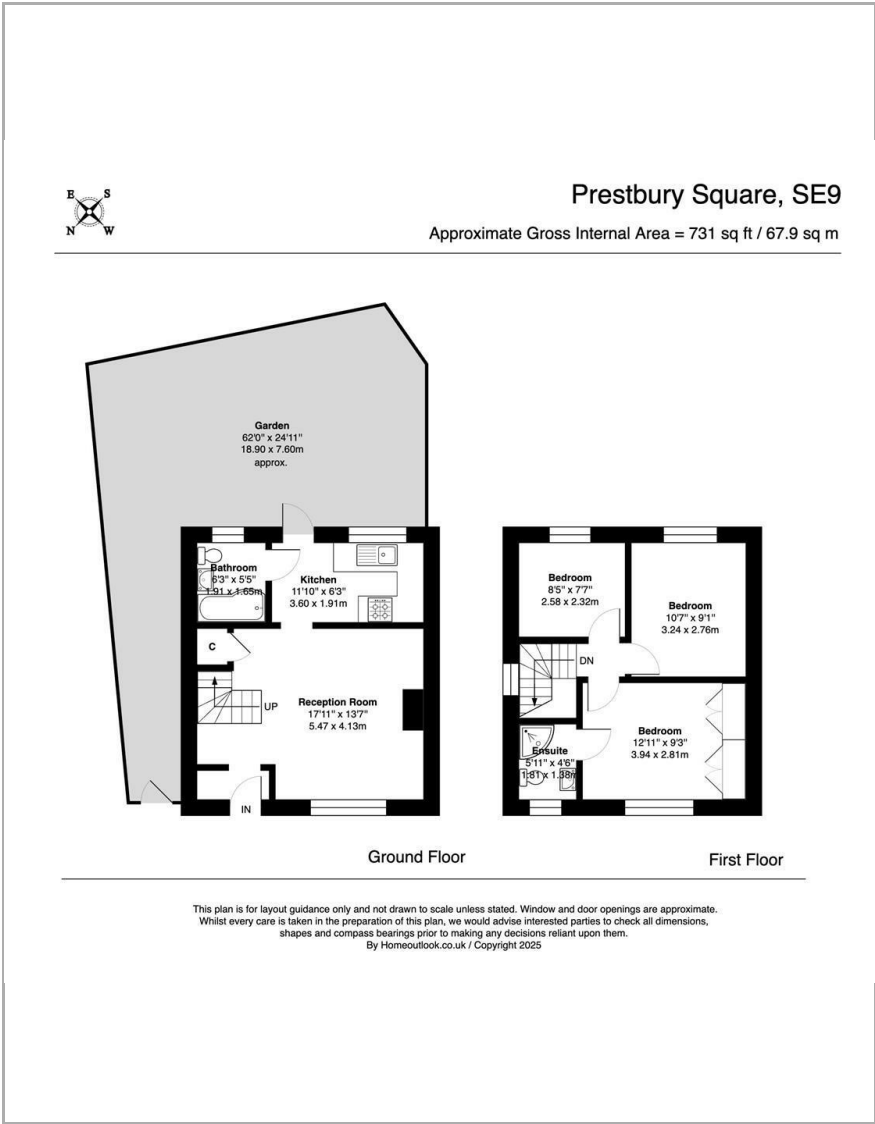 E S
N W
Prestbury Square, SE9
Approximate Gross Internal Area = 731 sq ft / 67.9 sq m
Garden
62'0" x 24'11"
18.90 x 7.60m
approx.
Bathroom
6'3" x 5'5"
1.91 x 1.65m
Kitchen
11'10" x 6'3"
3.60 x 1.91m
C
UP
Reception Room
17'11" x 13'7"
5.47 x 4.13m
IN
Ground Floor
Bedroom
8'5" x 7'7"
2.58 x 2.32m
Bedroom
10'7" x 9'1"
3.24 x 2.76m
DN
Bedroom
12'11" x 9'3"
3.94 x 2.81m
Ensuite
5'11" x 4'6"
1.81 x 1.38m
First Floor
This plan is for layout guidance only and not drawn to scale unless stated. Window and door openings are approximate.
Whilst every care is taken in the preparation of this plan, we would advise interested parties to check all dimensions,
shapes and compass bearings prior to making any decisions reliant upon them.
By Homeoutlook.co.uk / Copyright 2025